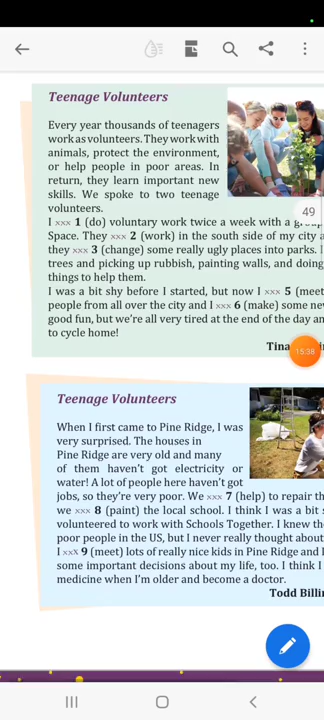 Teenage Volunteers
Every year thousands of teenagers
work as volunteers. They work with
animals, protect the environment,
or help people in poor areas. In
return, they learn important new
skills. We spoke to two teenage
volunteers.
49
I xxx 1 (do) voluntary work twice a week with a group
Space. They xxx 2 (work) in the south side of my city a
they xxx 3 (change) some really ugly places into parks. I
trees and picking up rubbish, painting walls, and doing
things to help them.
I was a bit shy before I started, but now I xxx 5 (meet
people from all over the city and I xxx 6 (make) some new
good fun, but we're all very tired at the end of the day an
to cycle home!
Tina
15:38
Teenage Volunteers
When I first came to Pine Ridge, I was
very surprised. The houses in
Pine Ridge are very old and many
of them haven't got electricity or
water! A lot of people here haven't got
jobs, so they're very poor. We xxx 7 (help) to repair th
we xxx 8 (paint) the local school. I think I was a bit s
volunteered to work with Schools Together. I knew the
poor people in the US, but I never really thought about
I xxx 9 (meet) lots of really nice kids in Pine Ridge and I
some important decisions about my life, too. I think I
medicine when I'm older and become a doctor.
Todd Billin